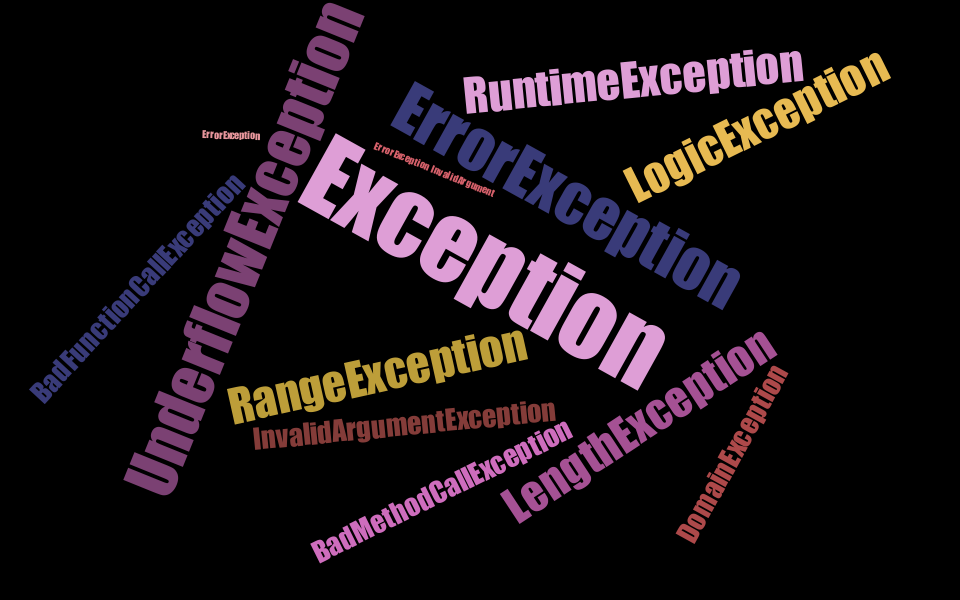 UnderflowException
RuntimeException
LogicException
ErrorException
ErrorException
ErrorException InvalidArgument
Exception
BadFunctionCallException
RangeException
InvalidArgumentException
LengthException
DomainException
BadMethodCallException